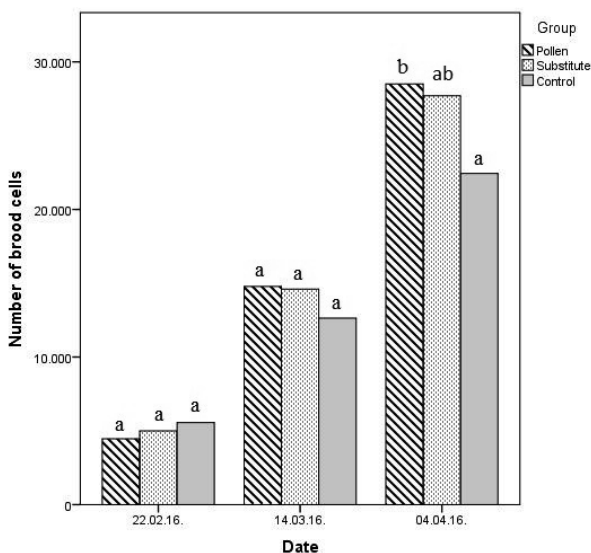 Group
Pollen
Substitute
Control
Number of brood cells
30.000
20.000
10.000
0
a a a
a a a
b ab a
22.02.16. 14.03.16. 04.04.16.
Date